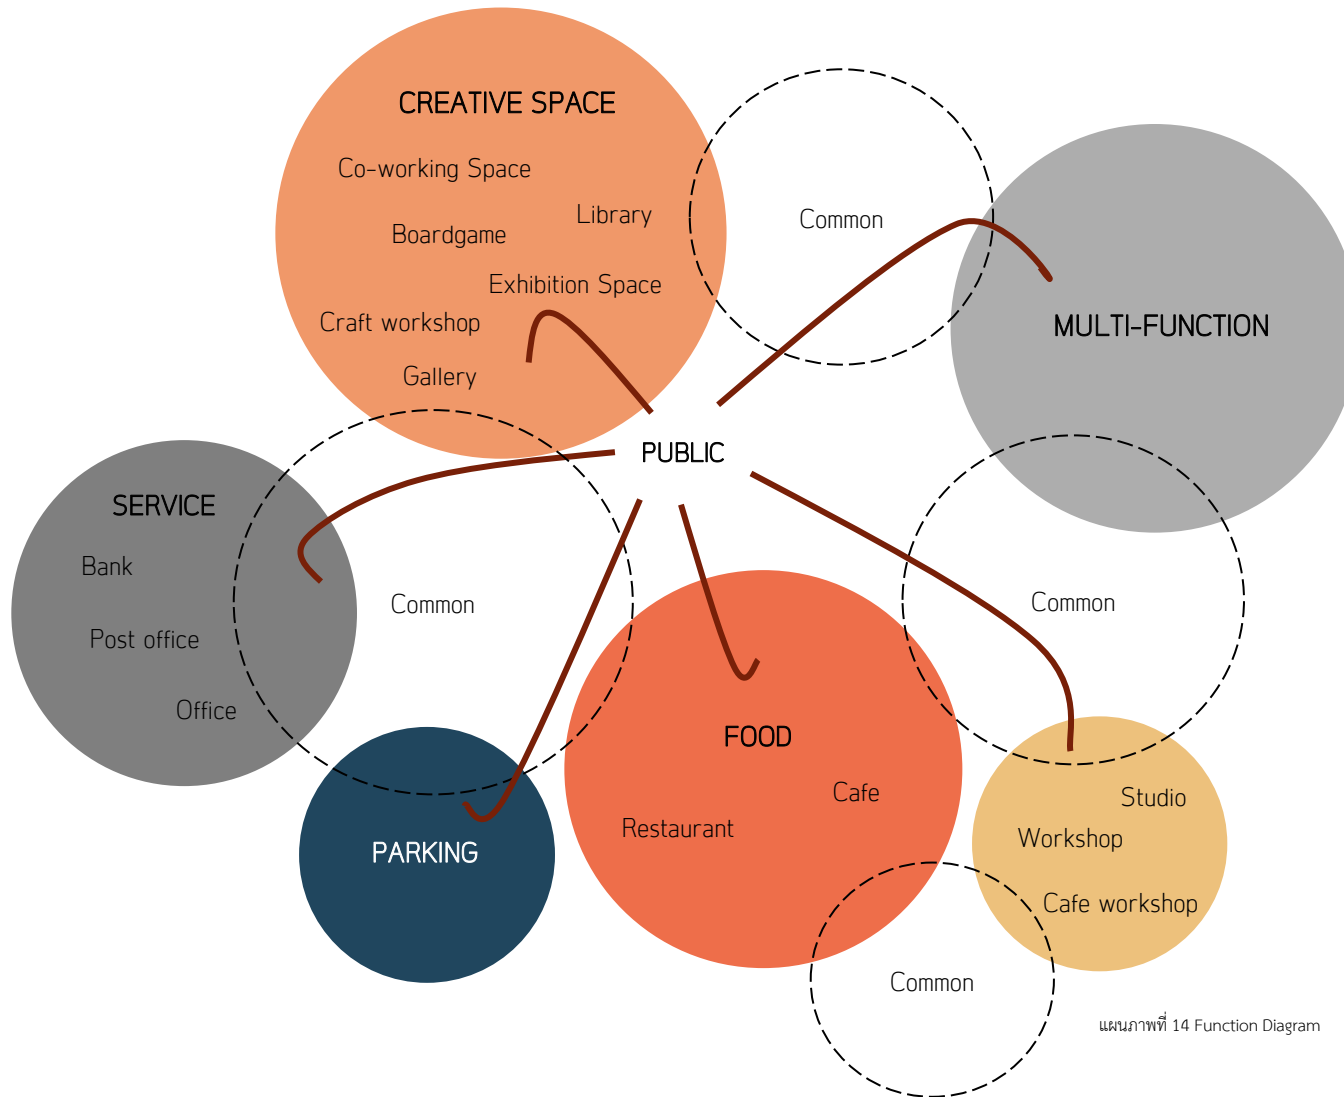 CREATIVE SPACE
Co-working Space
Library
Boardgame
Exhibition Space
Craft workshop
Gallery
Common
MULTI-FUNCTION
PUBLIC
SERVICE
Bank
Post office
Office
Common
Common
PARKING
FOOD
Cafe
Restaurant
Studio
Workshop
Cafe workshop
Common
แผนภาพที่ 14 Function Diagram